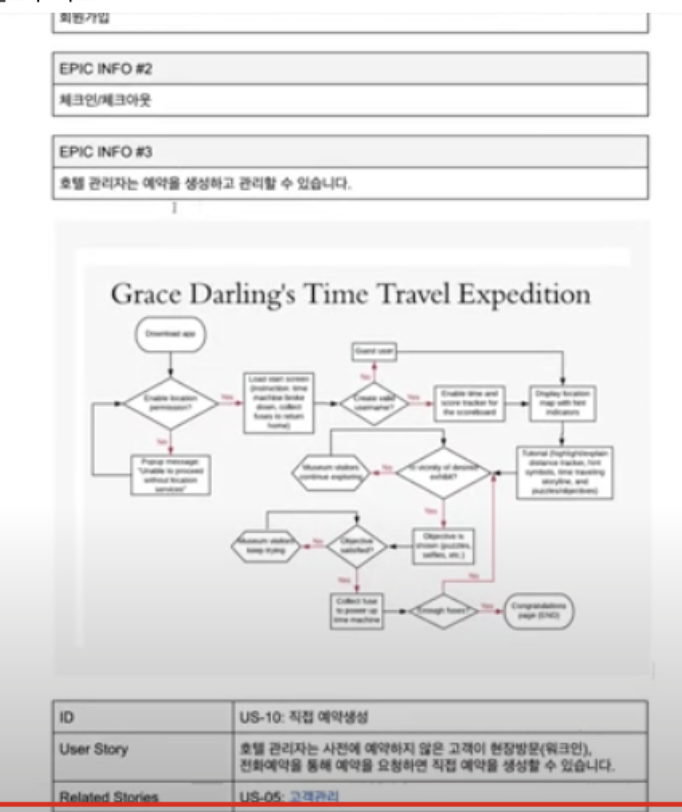 회원가입
EPIC INFO #2
체크인/체크아웃
EPIC INFO #3
호텔 관리자는 예약을 생성하고 관리할 수 있습니다.
Grace Darling's Time Travel Expedition
Download app
Guest user
Enable location
permission?
Yes
Load start screen
(instruction: time
machine broke
down, collect
fuses to return
home)
No
Create valid
username?
Yes
Enable time and
score tracker for
the scoreboard
Display location
map with hint
indicators
No
Popup message:
"Unable to proceed
without location
services"
Museum visitors
continue exploring
No
In vicinity of desired
exhibit?
Tutorial (highlight/explain
distance tracker, hint
symbols, time traveling
storyline, and
puzzles/objectives)
Yes
Museum visitors
keep trying
No
Objective
satisfied?
Objective is
shown (puzzles,
selfies, etc.)
Yes
No
Collect fuse
to power up
time machine
Enough fuses?
Yes
Congratulations
page (END)
ID
US-10: 직접 예약생성
User Story
호텔 관리자는 사전에 예약하지 않은 고객이 현장방문(워크인),
전화예약을 통해 예약을 요청하면 직접 예약을 생성할 수 있습니다.
Related Stories
US-05: 고객관리